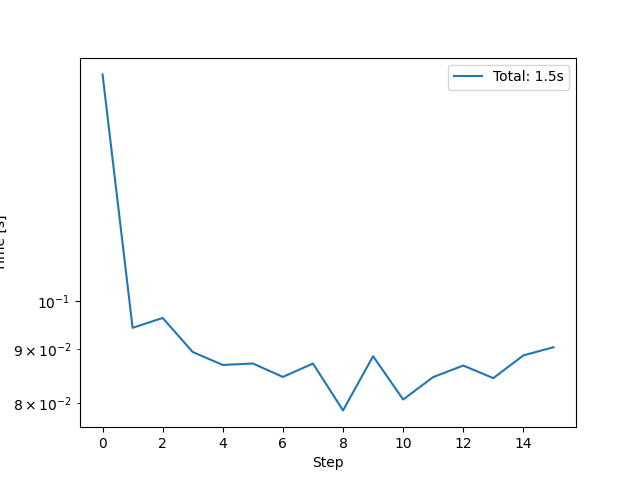 Total: 1.5s
Time [s]
10⁻¹
9 × 10⁻²
8 × 10⁻²
0 2 4 6 8 10 12 14
Step